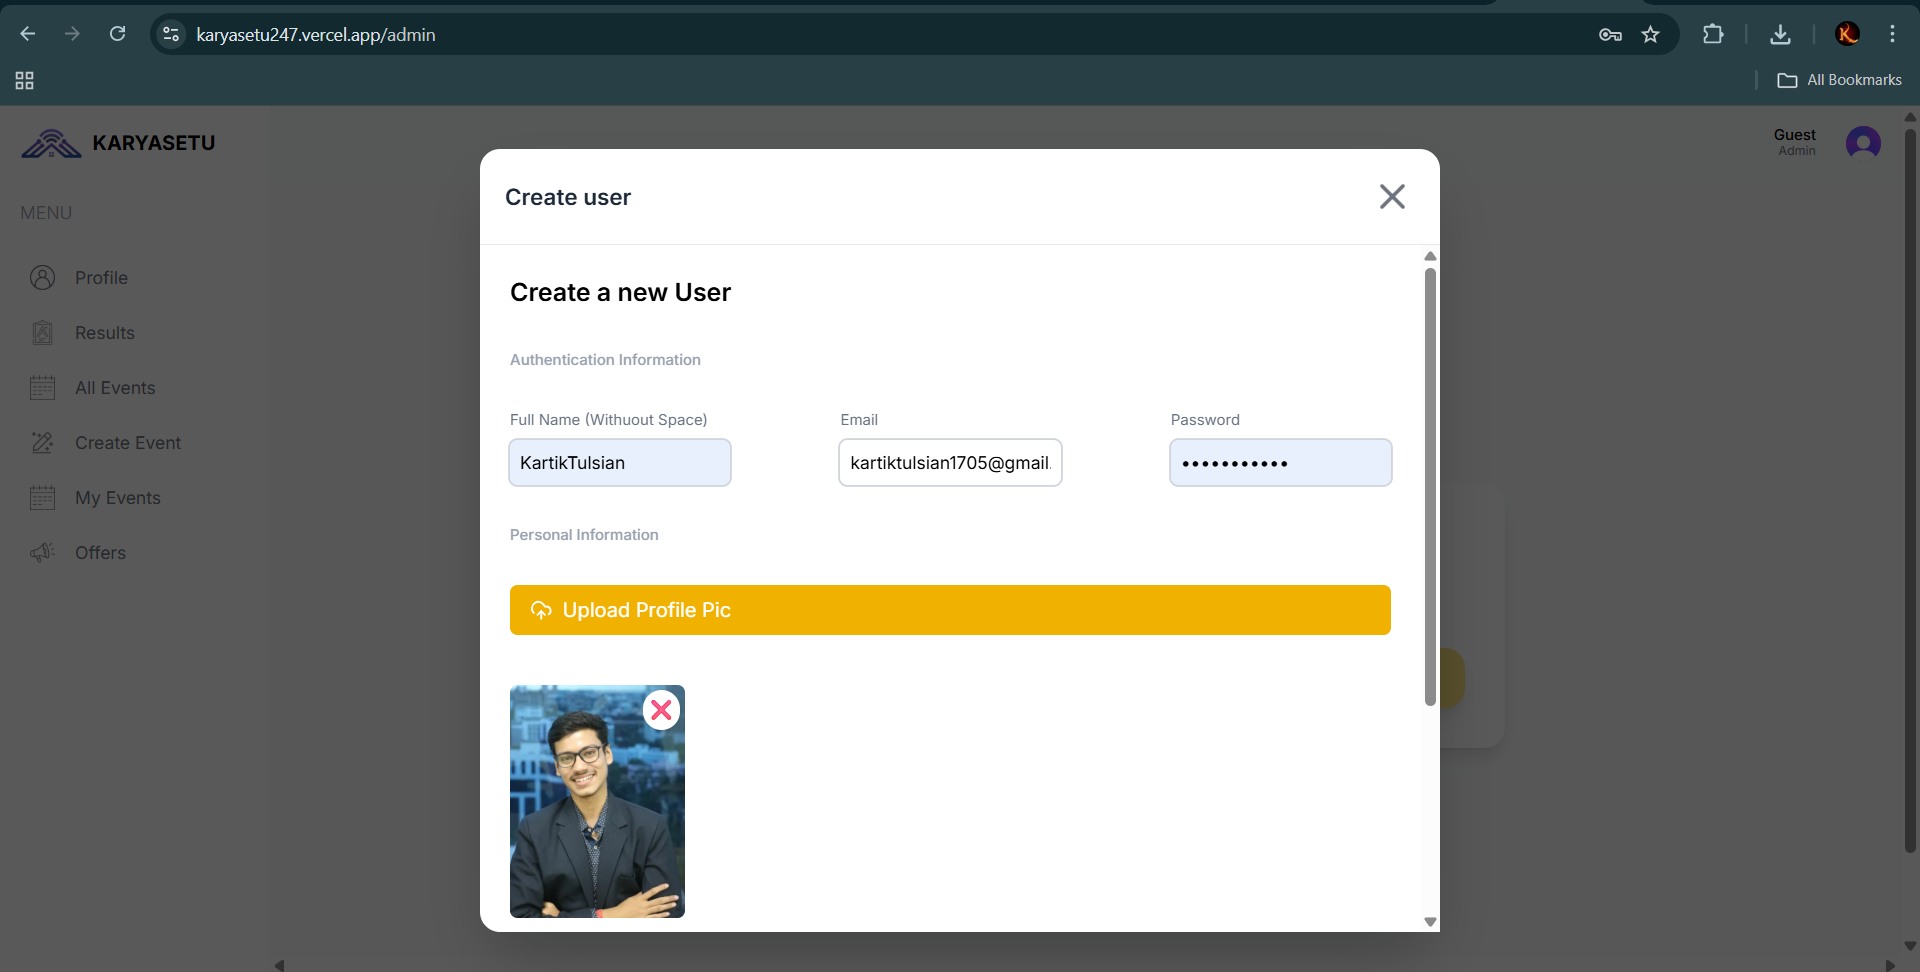 karyasetu247.vercel.app/admin
All Bookmarks
KARYASETU
Guest
Admin
MENU
Profile
Results
All Events
Create Event
My Events
Offers
Create user
Create a new User
Authentication Information
Full Name (Withuout Space)
Email
Password
KartikTulsian
kartiktulsian1705@gmail.
•••••••••••
Personal Information
Upload Profile Pic